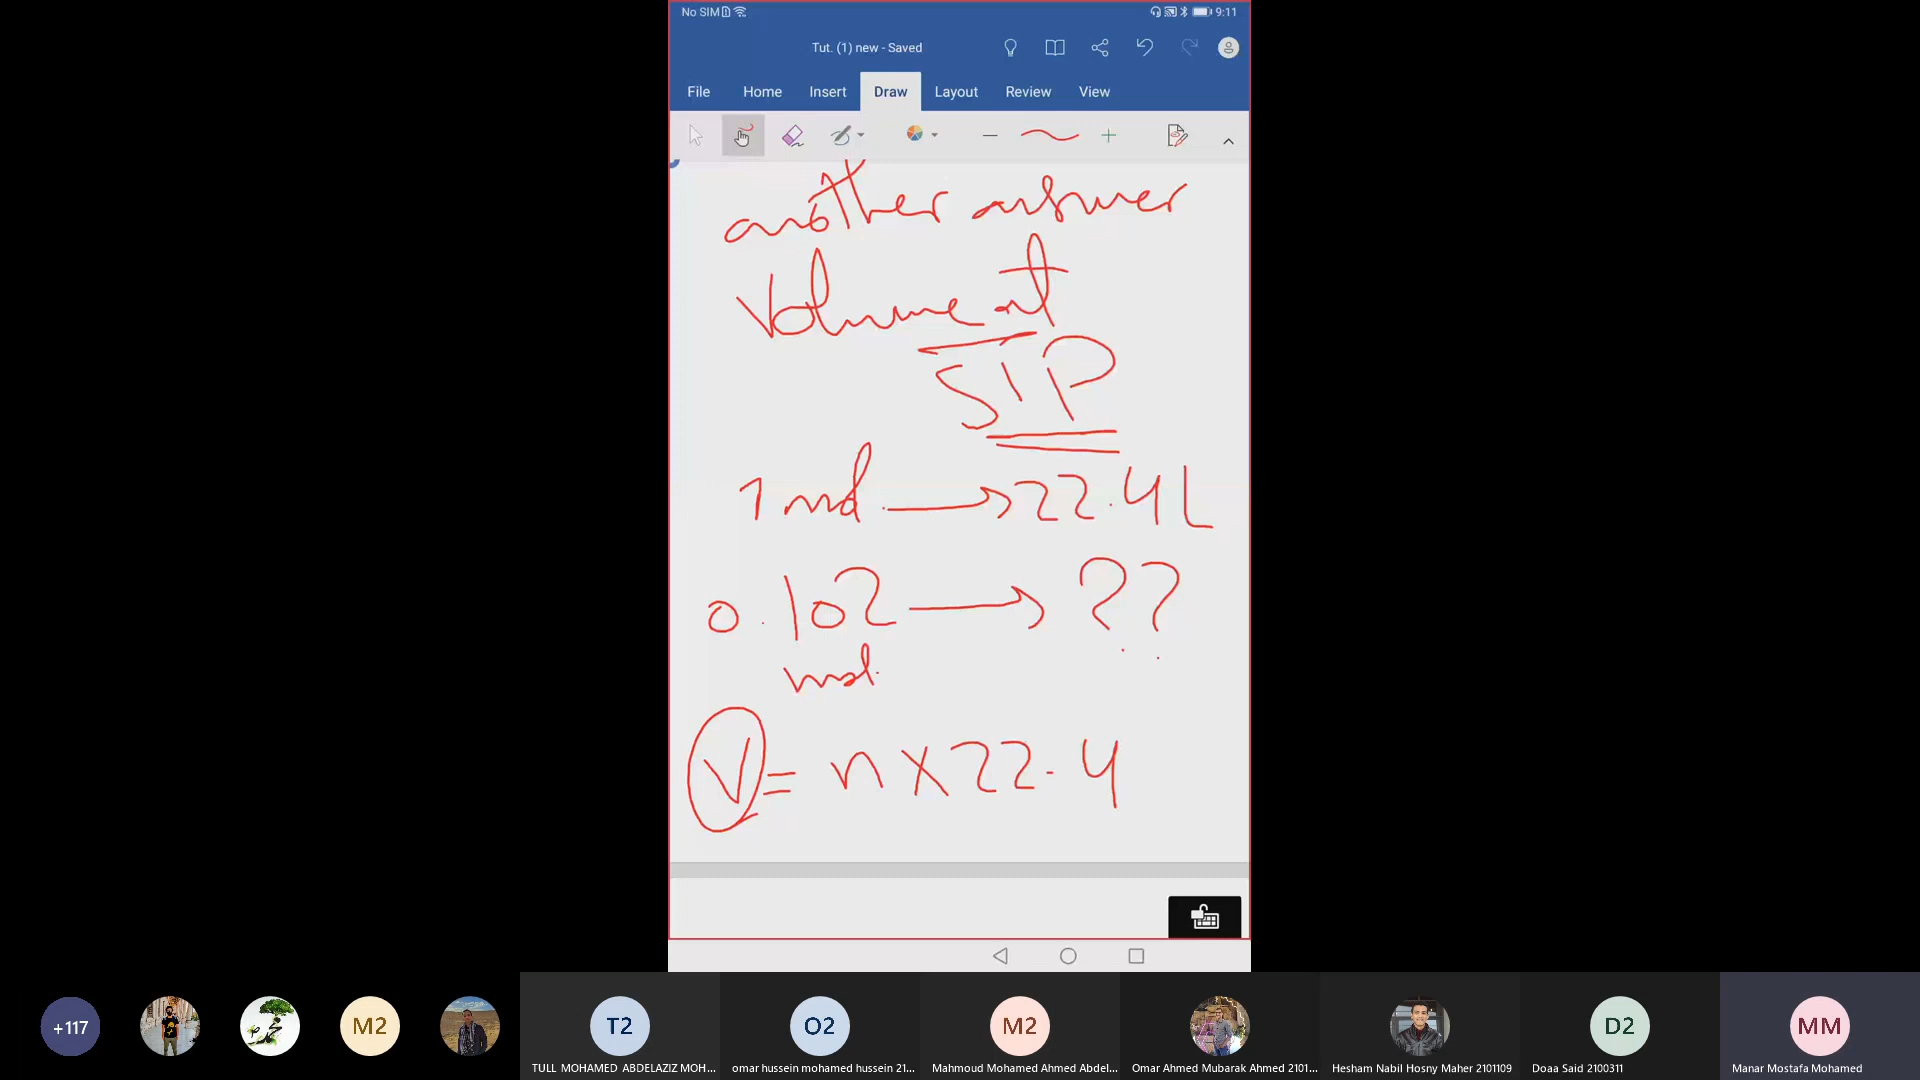 No SIM 9:11
Tut. (1) new - Saved
File Home Insert Draw Layout Review View
another answer
Volume at
STP
1 mol. → 22.4 L
0.102 → ??
mol.
V = n x 22.4
+117 M2 T2 O2 M2 D2 MM
TULL MOHAMED ABDELAZIZ MOH... omar hussein mohamed hussein 21... Mahmoud Mohamed Ahmed Abdel... Omar Ahmed Mubarak Ahmed 2101... Hesham Nabil Hosny Maher 2101109 Doaa Said 2100311 Manar Mostafa Mohamed